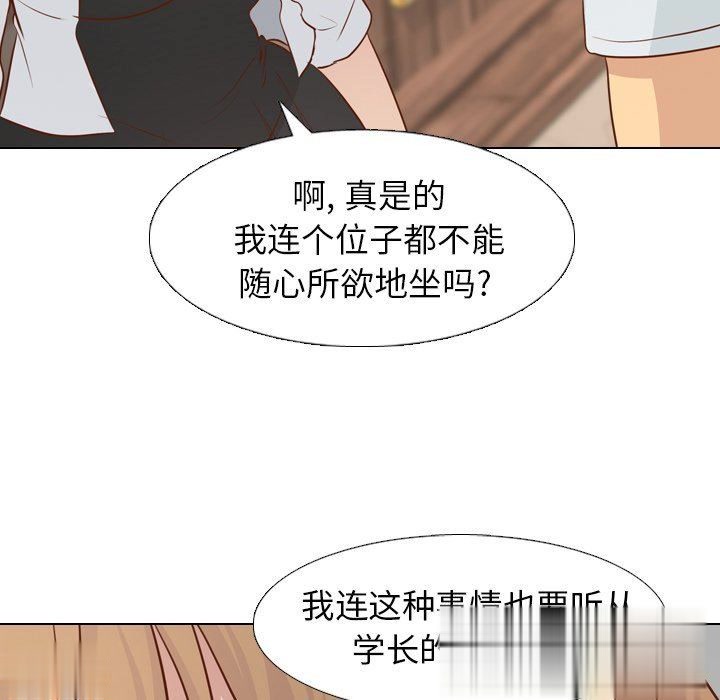 啊, 真是的
我连个位子都不能
随心所欲地坐吗?
我连这种事情也要听从
学长的